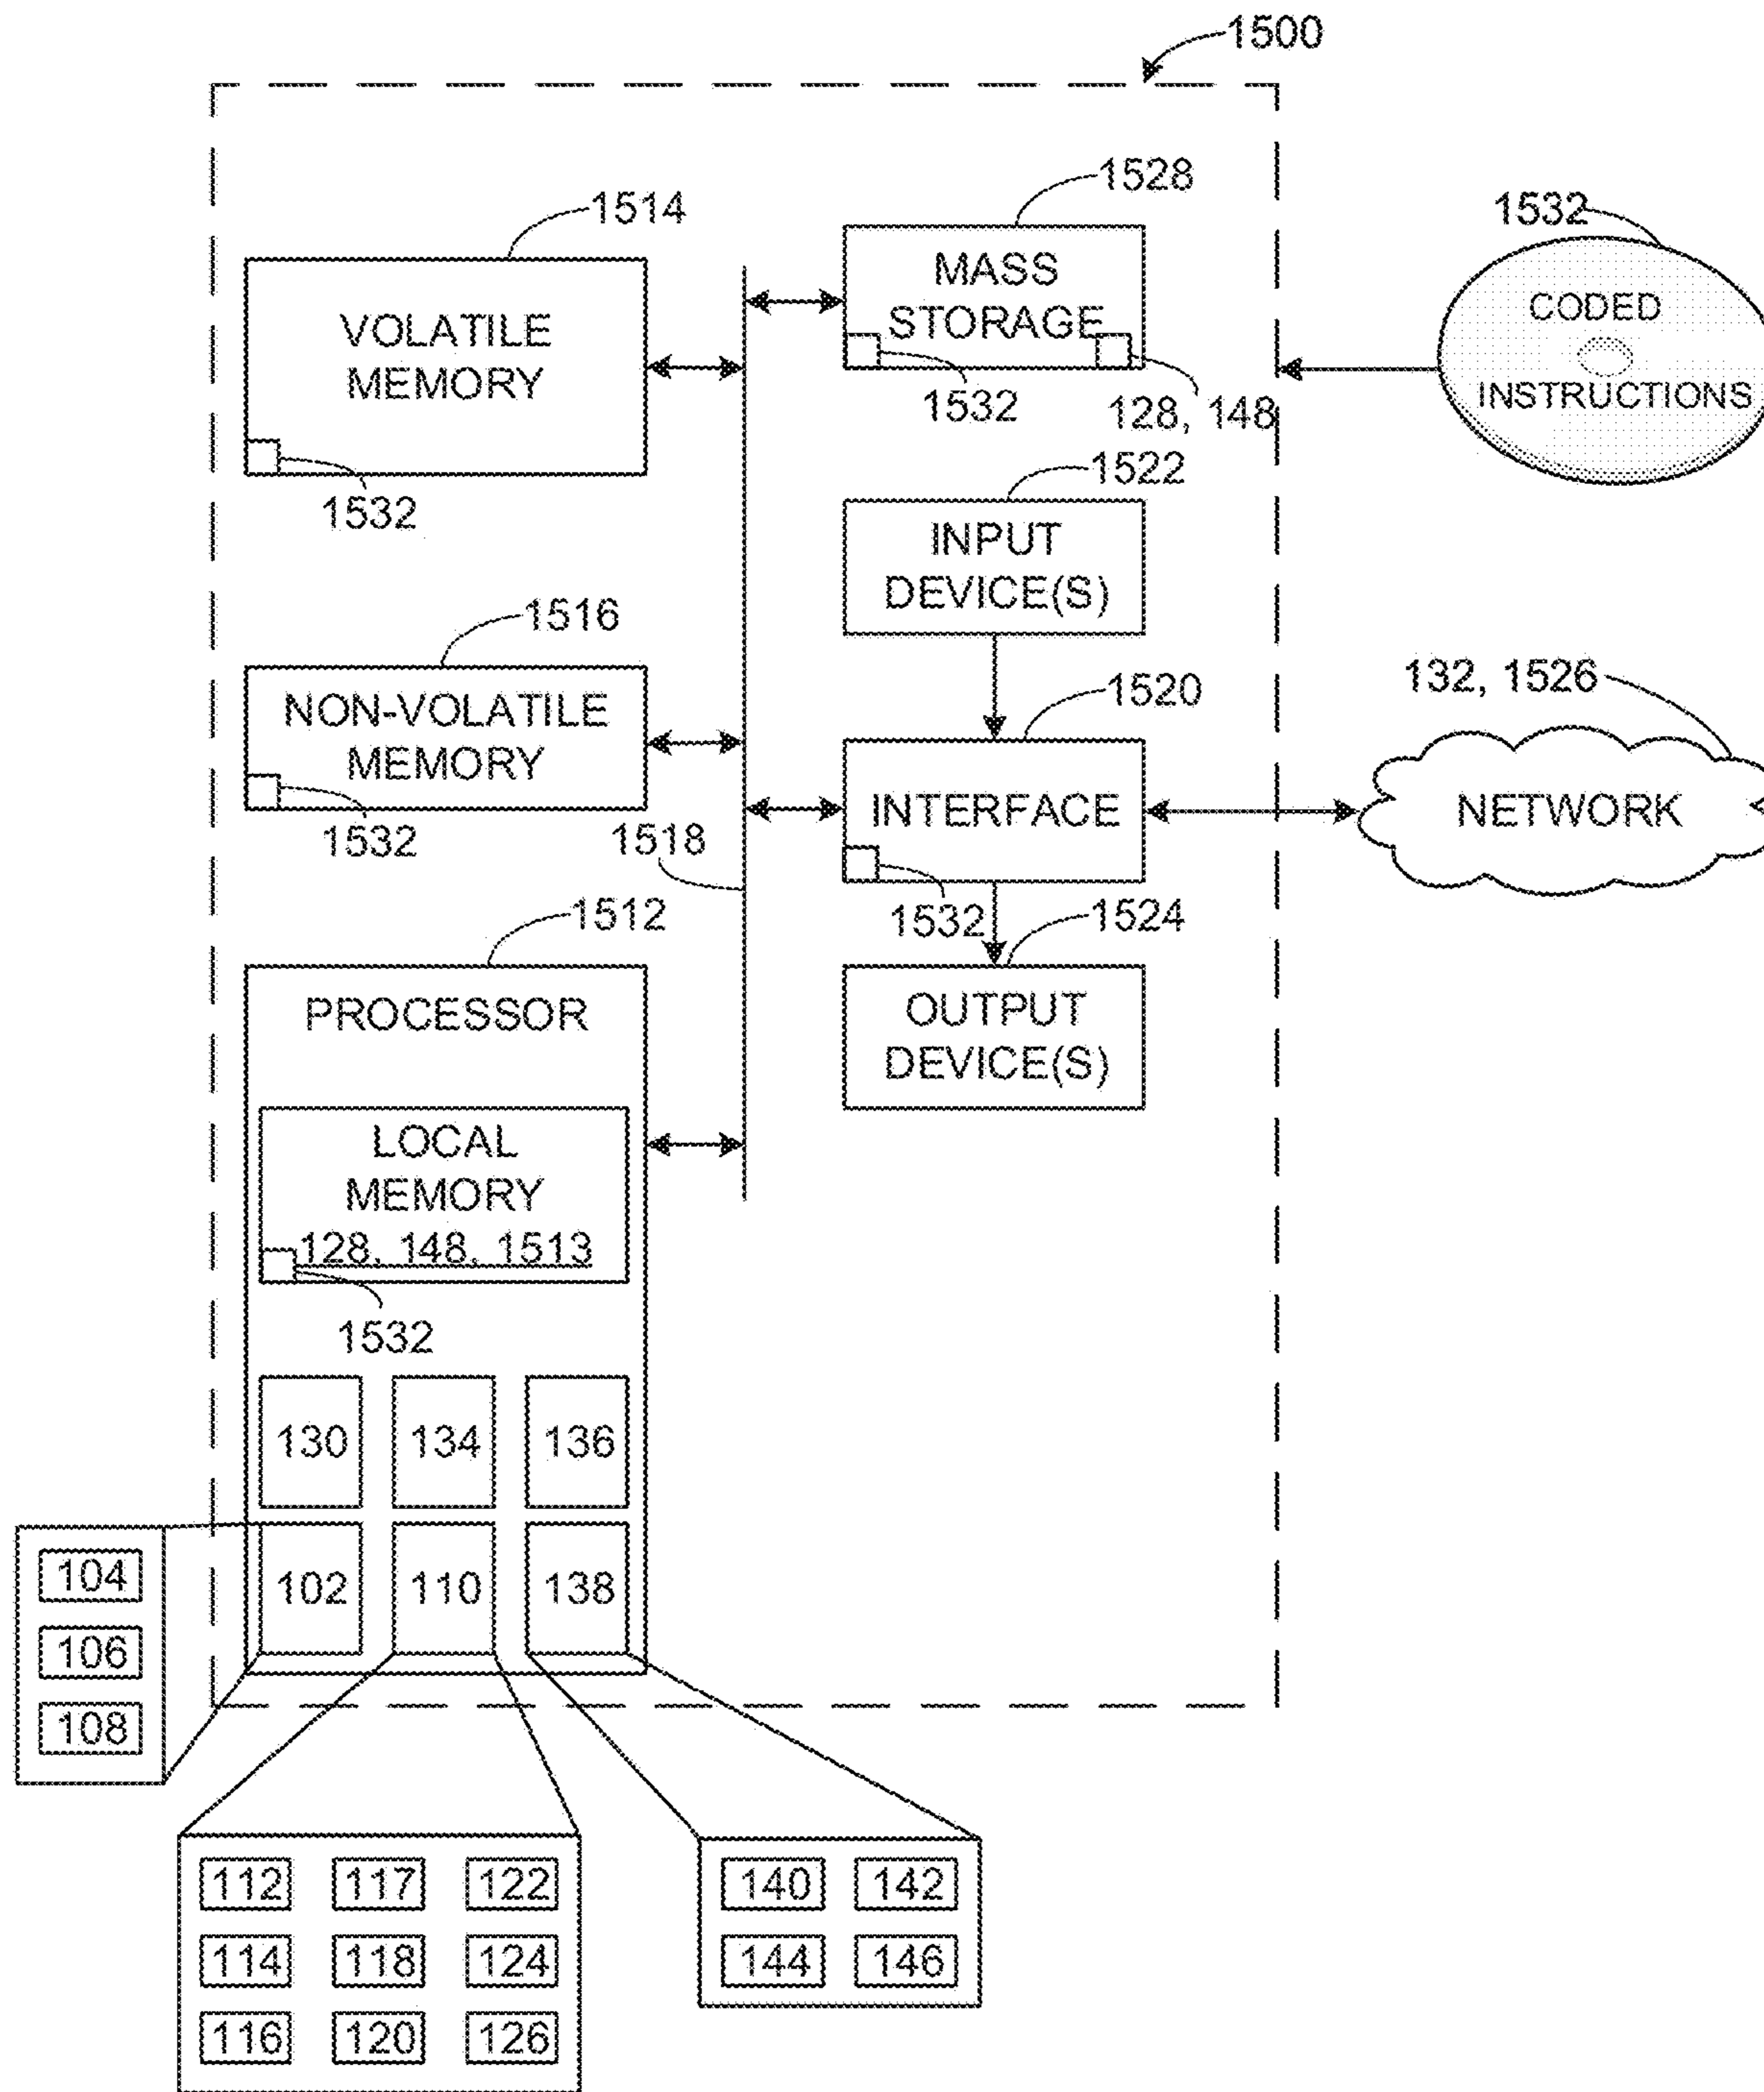 1500
1528
1514
1532
MASS
STORAGE
VOLATILE
MEMORY
CODED
INSTRUCTIONS
1532
128, 148
1532
1522
INPUT
DEVICE(S)
1516
1520
132, 1526
NON-VOLATILE
MEMORY
INTERFACE
NETWORK
1532
1518
1532
1524
1512
PROCESSOR
OUTPUT
DEVICE(S)
LOCAL
MEMORY
128, 148, 1513
1532
130 134 136
102 110 138
104
106
108
112 117 122
114 118 124
116 120 126
140 142
144 146